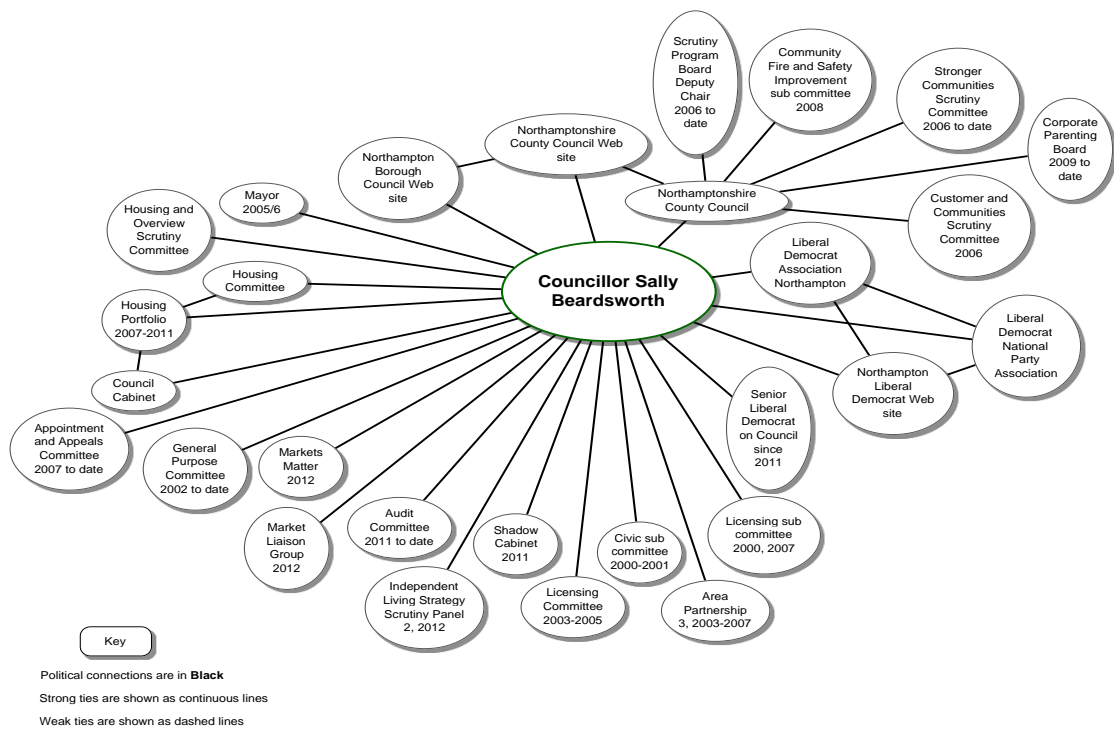 Scrutiny
Program
Board
Deputy
Chair
2006 to
date
Community
Fire and Safety
Improvement
sub committee
2008
Stronger
Communities
Scrutiny
Committee
2006 to date
Corporate
Parenting
Board
2009 to
date
Northamptonshire
County Council Web
site
Northampton
Borough
Council Web
site
Northamptonshire
County Council
Customer and
Communities
Scrutiny
Committee
2006
Mayor
2005/6
Housing and
Overview
Scrutiny
Committee
Housing
Committee
Housing
Portfolio
2007-2011
Council
Cabinet
Councillor Sally
Beardsworth
Liberal
Democrat
Association
Northampton
Liberal
Democrat
National
Party
Association
Northampton
Liberal
Democrat Web
site
Senior
Liberal
Democrat
on Council
since
2011
Appointment
and Appeals
Committee
2007 to date
General
Purpose
Committee
2002 to date
Markets
Matter
2012
Market
Liaison
Group
2012
Audit
Committee
2011 to date
Independent
Living Strategy
Scrutiny Panel
2, 2012
Shadow
Cabinet
2011
Licensing
Committee
2003-2005
Civic sub
committee
2000-2001
Area
Partnership
3, 2003-2007
Licensing sub
committee
2000, 2007
Key
Political connections are in Black
Strong ties are shown as continuous lines
Weak ties are shown as dashed lines